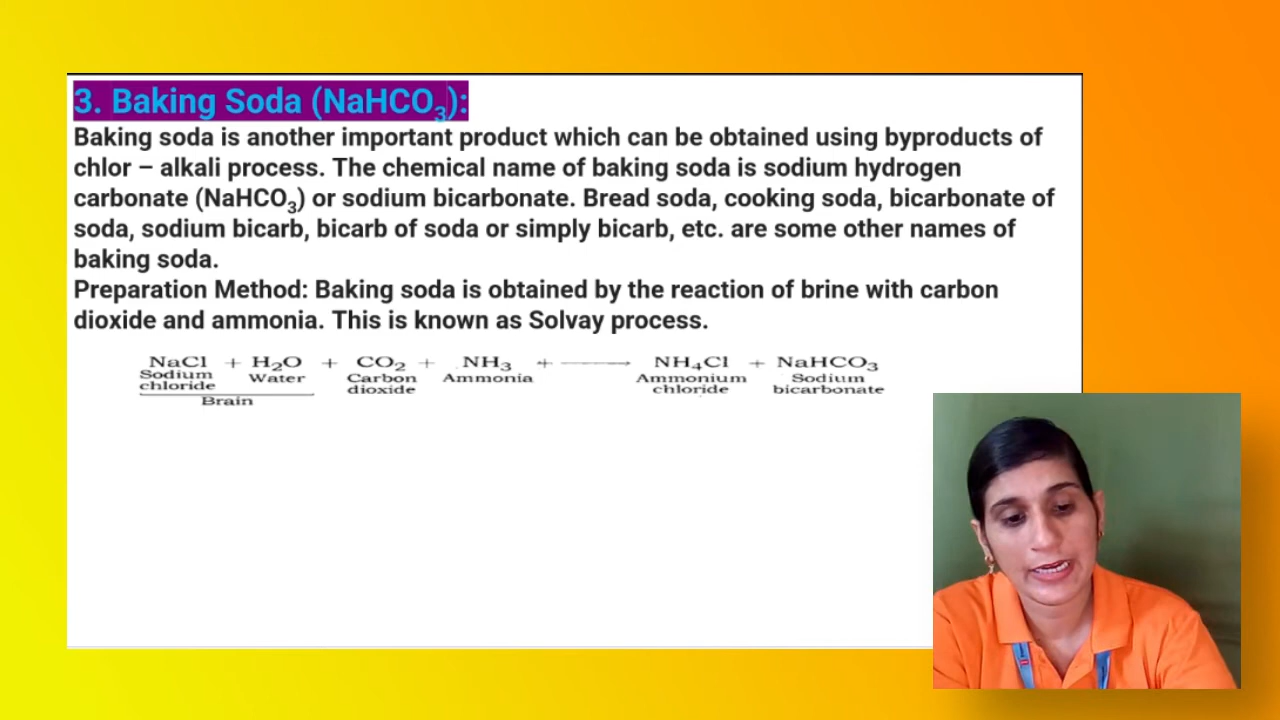 3. Baking Soda (NaHCO₃):
Baking soda is another important product which can be obtained using byproducts of
chlor – alkali process. The chemical name of baking soda is sodium hydrogen
carbonate (NaHCO₃) or sodium bicarbonate. Bread soda, cooking soda, bicarbonate of
soda, sodium bicarb, bicarb of soda or simply bicarb, etc. are some other names of
baking soda.
Preparation Method: Baking soda is obtained by the reaction of brine with carbon
dioxide and ammonia. This is known as Solvay process.
NaCl + H₂O + CO₂ + NH₃ + ⟶ NH₄Cl + NaHCO₃
Sodium Water Carbon Ammonia Ammonium Sodium
chloride dioxide chloride bicarbonate
Brain